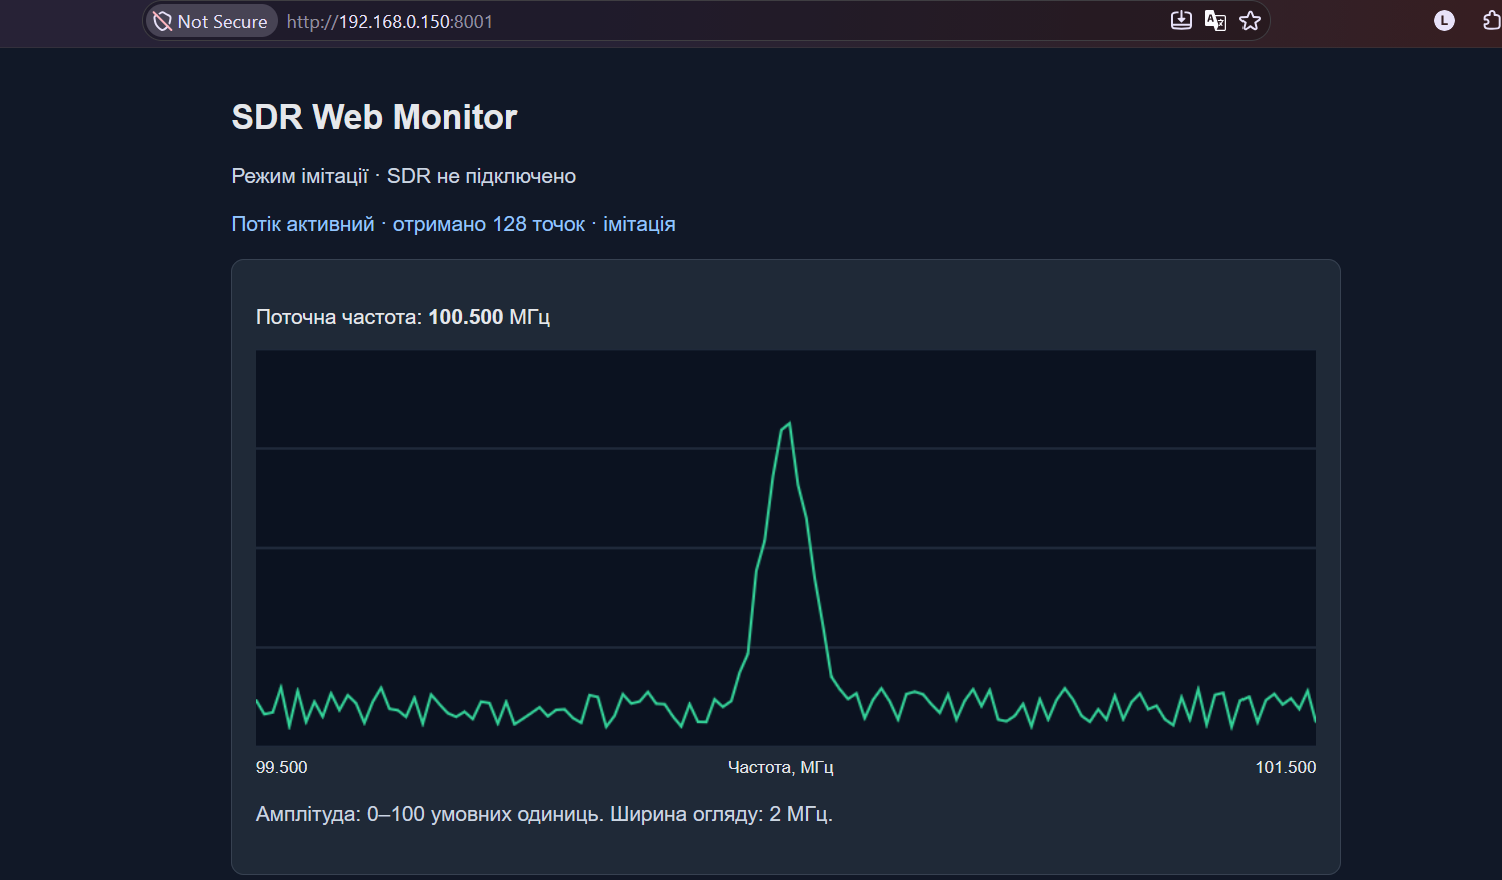 Not Secure http://192.168.0.150:8001 L
SDR Web Monitor
Режим імітації · SDR не підключено
Потік активний · отримано 128 точок · імітація
Поточна частота: 100.500 МГц
99.500 Частота, МГц 101.500
Амплітуда: 0–100 умовних одиниць. Ширина огляду: 2 МГц.